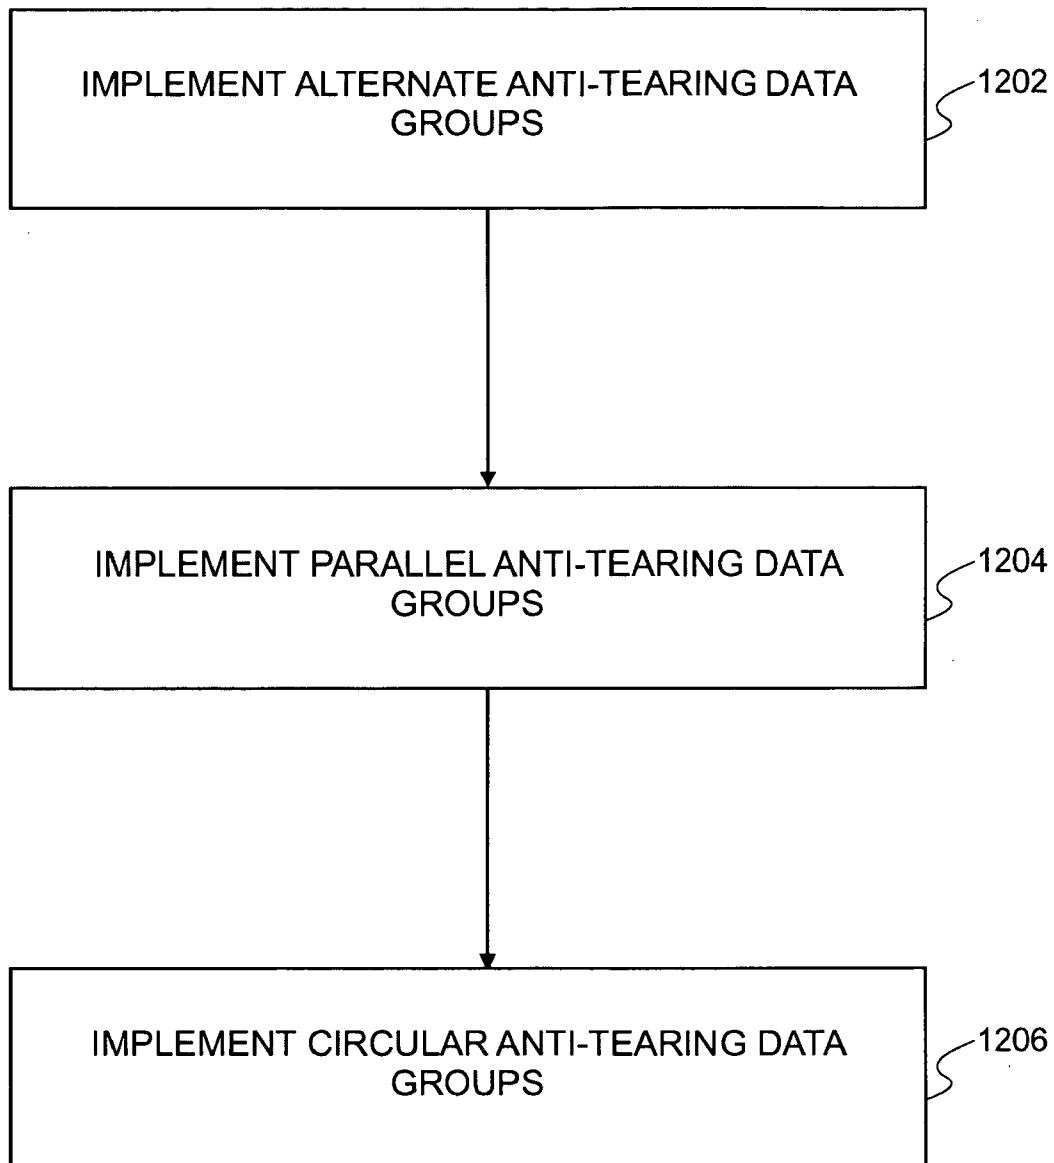 IMPLEMENT ALTERNATE ANTI-TEARING DATA
GROUPS
1202
IMPLEMENT PARALLEL ANTI-TEARING DATA
GROUPS
1204
IMPLEMENT CIRCULAR ANTI-TEARING DATA
GROUPS
1206